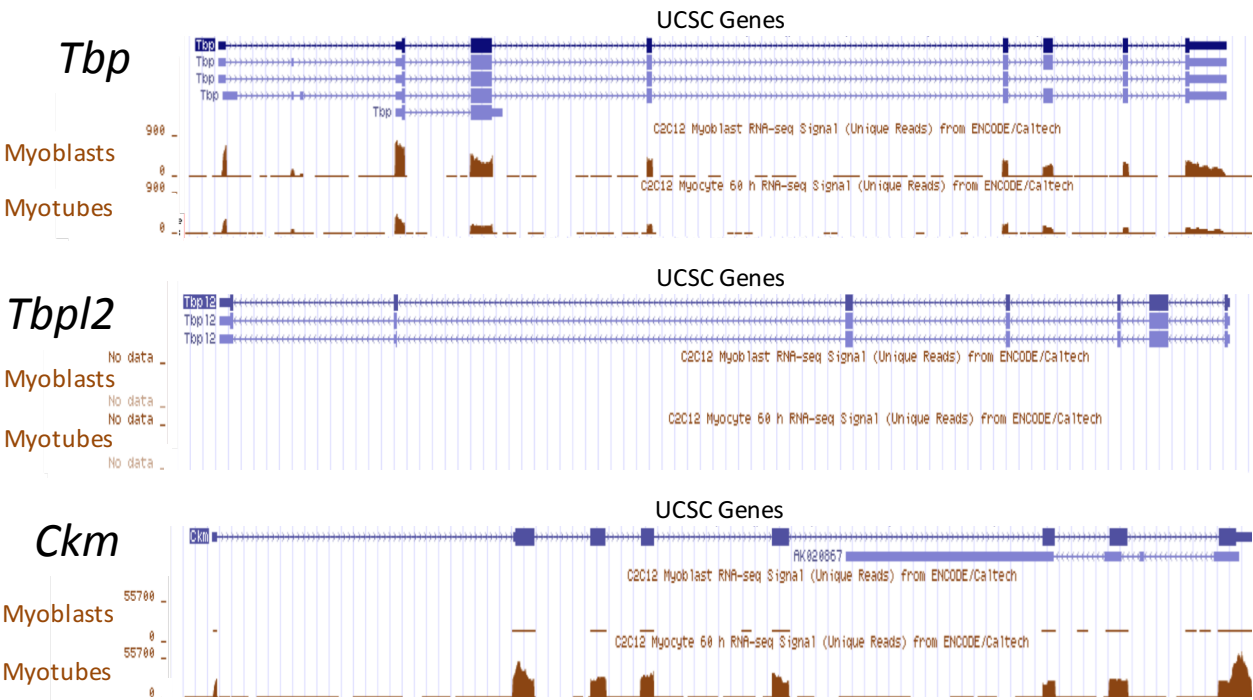 UCSC Genes
Tbp
Tbp
Tbp
Tbp
Tbp
Tbp
C2C12 Myoblast RNA-seq Signal (Unique Reads) from ENCODE/Caltech
900
Myoblasts
0
C2C12 Myocyte 60 h RNA-seq Signal (Unique Reads) from ENCODE/Caltech
900
Myotubes
0
UCSC Genes
Tbpl2
Tbpl2
Tbpl2
Tbpl2
C2C12 Myoblast RNA-seq Signal (Unique Reads) from ENCODE/Caltech
No data
Myoblasts
No data
C2C12 Myocyte 60 h RNA-seq Signal (Unique Reads) from ENCODE/Caltech
No data
Myotubes
No data
UCSC Genes
Ckm
Ckm
AK020867
C2C12 Myoblast RNA-seq Signal (Unique Reads) from ENCODE/Caltech
55700
Myoblasts
0
C2C12 Myocyte 60 h RNA-seq Signal (Unique Reads) from ENCODE/Caltech
55700
Myotubes
0